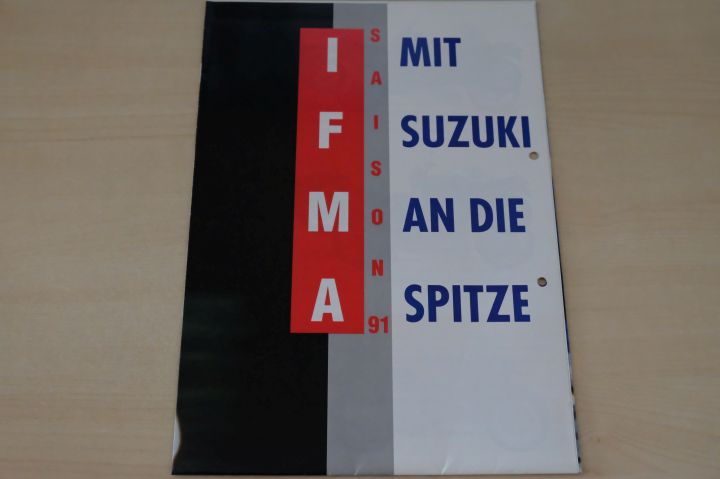 IFMA
SAISON 91
MIT
SUZUKI
AN DIE
SPITZE